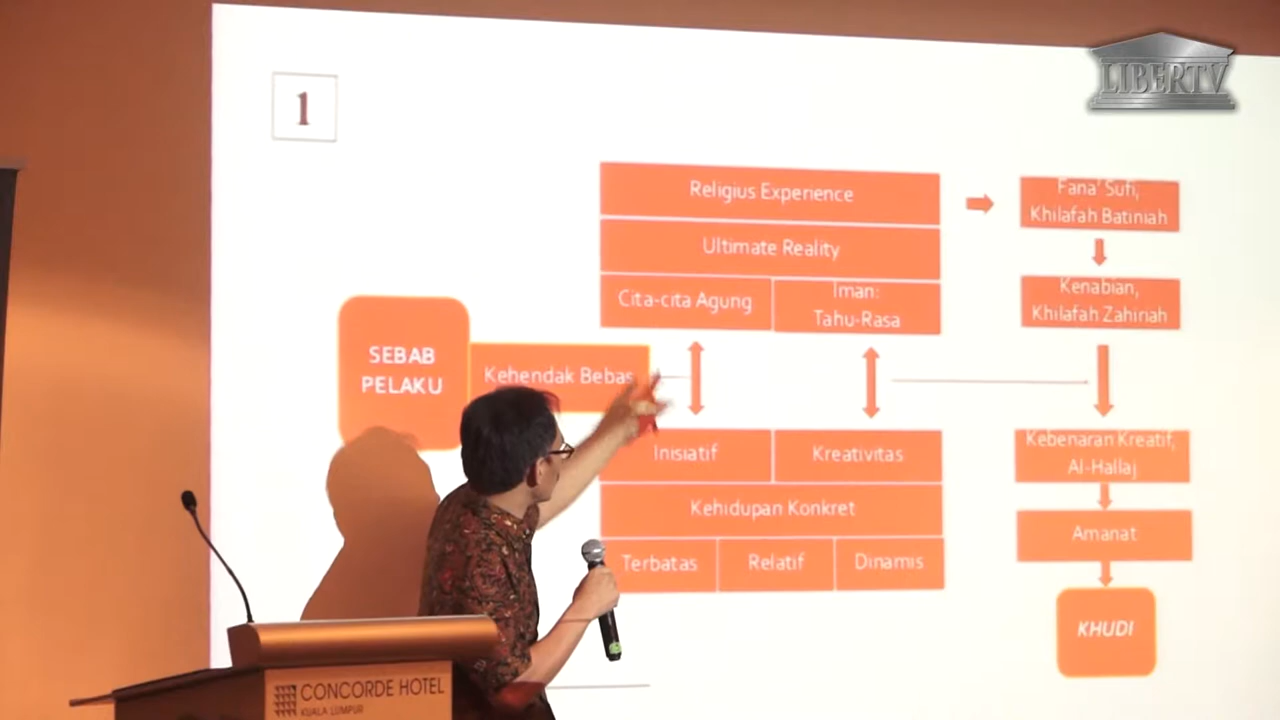 LIBERTV
1
Religius Experience
Ultimate Reality
Cita-cita Agung
Iman:
Tahu-Rasa
Fana' Sufi,
Khilafah Batiniah
Kenabian,
Khilafah Zahiriah
SEBAB
PELAKU
Kehendak Bebas
Inisiatif
Kreativitas
Kehidupan Konkret
Terbatas
Relatif
Dinamis
Kebenaran Kreatif,
Al-Hallaj
Amanat
KHUDI
CONCORDE HOTEL
KUALA LUMPUR